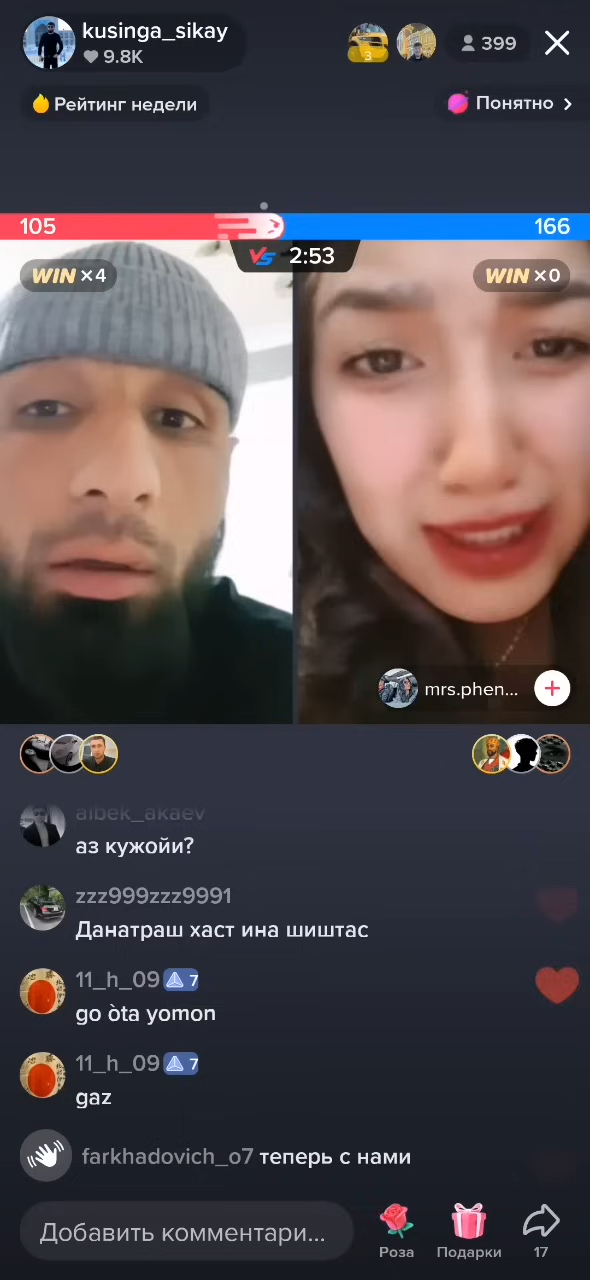 kusinga_sikay
9.8K
3
399
Рейтинг недели
Понятно
105
166
VS 2:53
WIN ×4
WIN ×0
mrs.phen...
aibek_akaev
аз кужойи?
zzz999zzz9991
Данатраш хаст ина шиштас
11_h_09 7
go òta yomon
11_h_09 7
gaz
farkhadovich_o7 теперь с нами
Добавить комментари...
Роза
Подарки
17